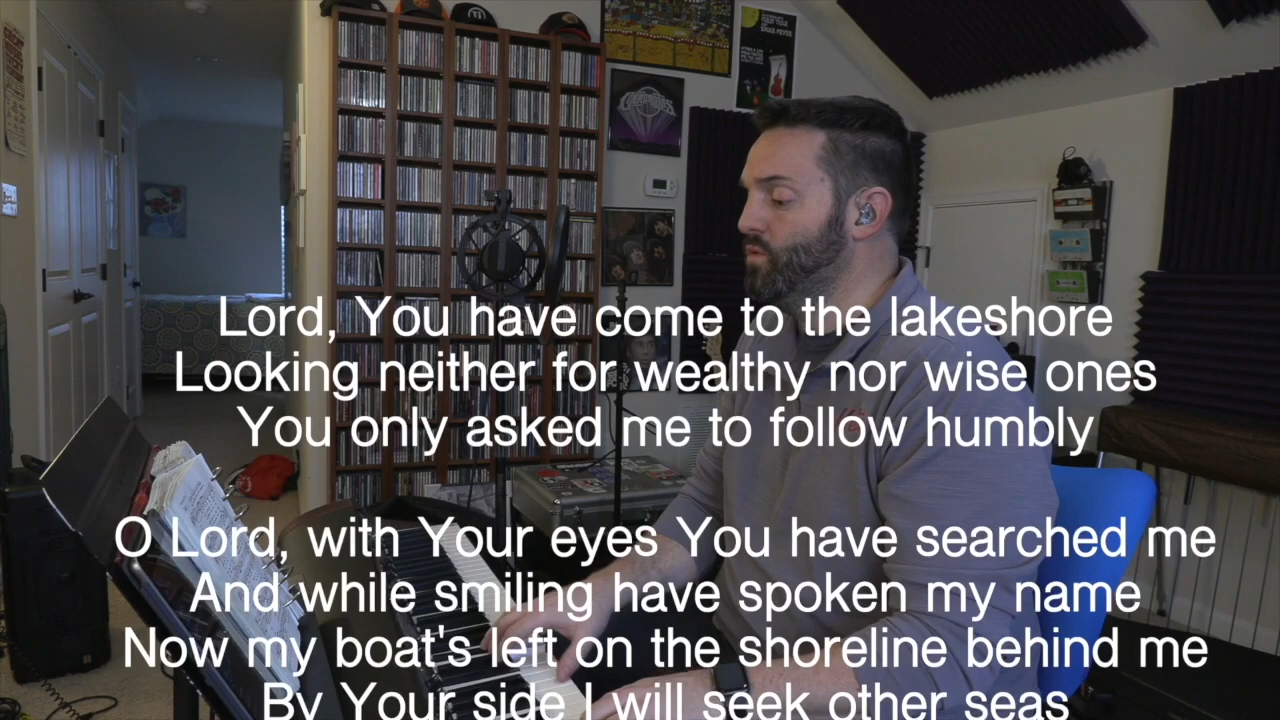 Lord, You have come to the lakeshore
Looking neither for wealthy nor wise ones
You only asked me to follow humbly
O Lord, with Your eyes You have searched me
And while smiling have spoken my name
Now my boat's left on the shoreline behind me
By Your side I will seek other seas